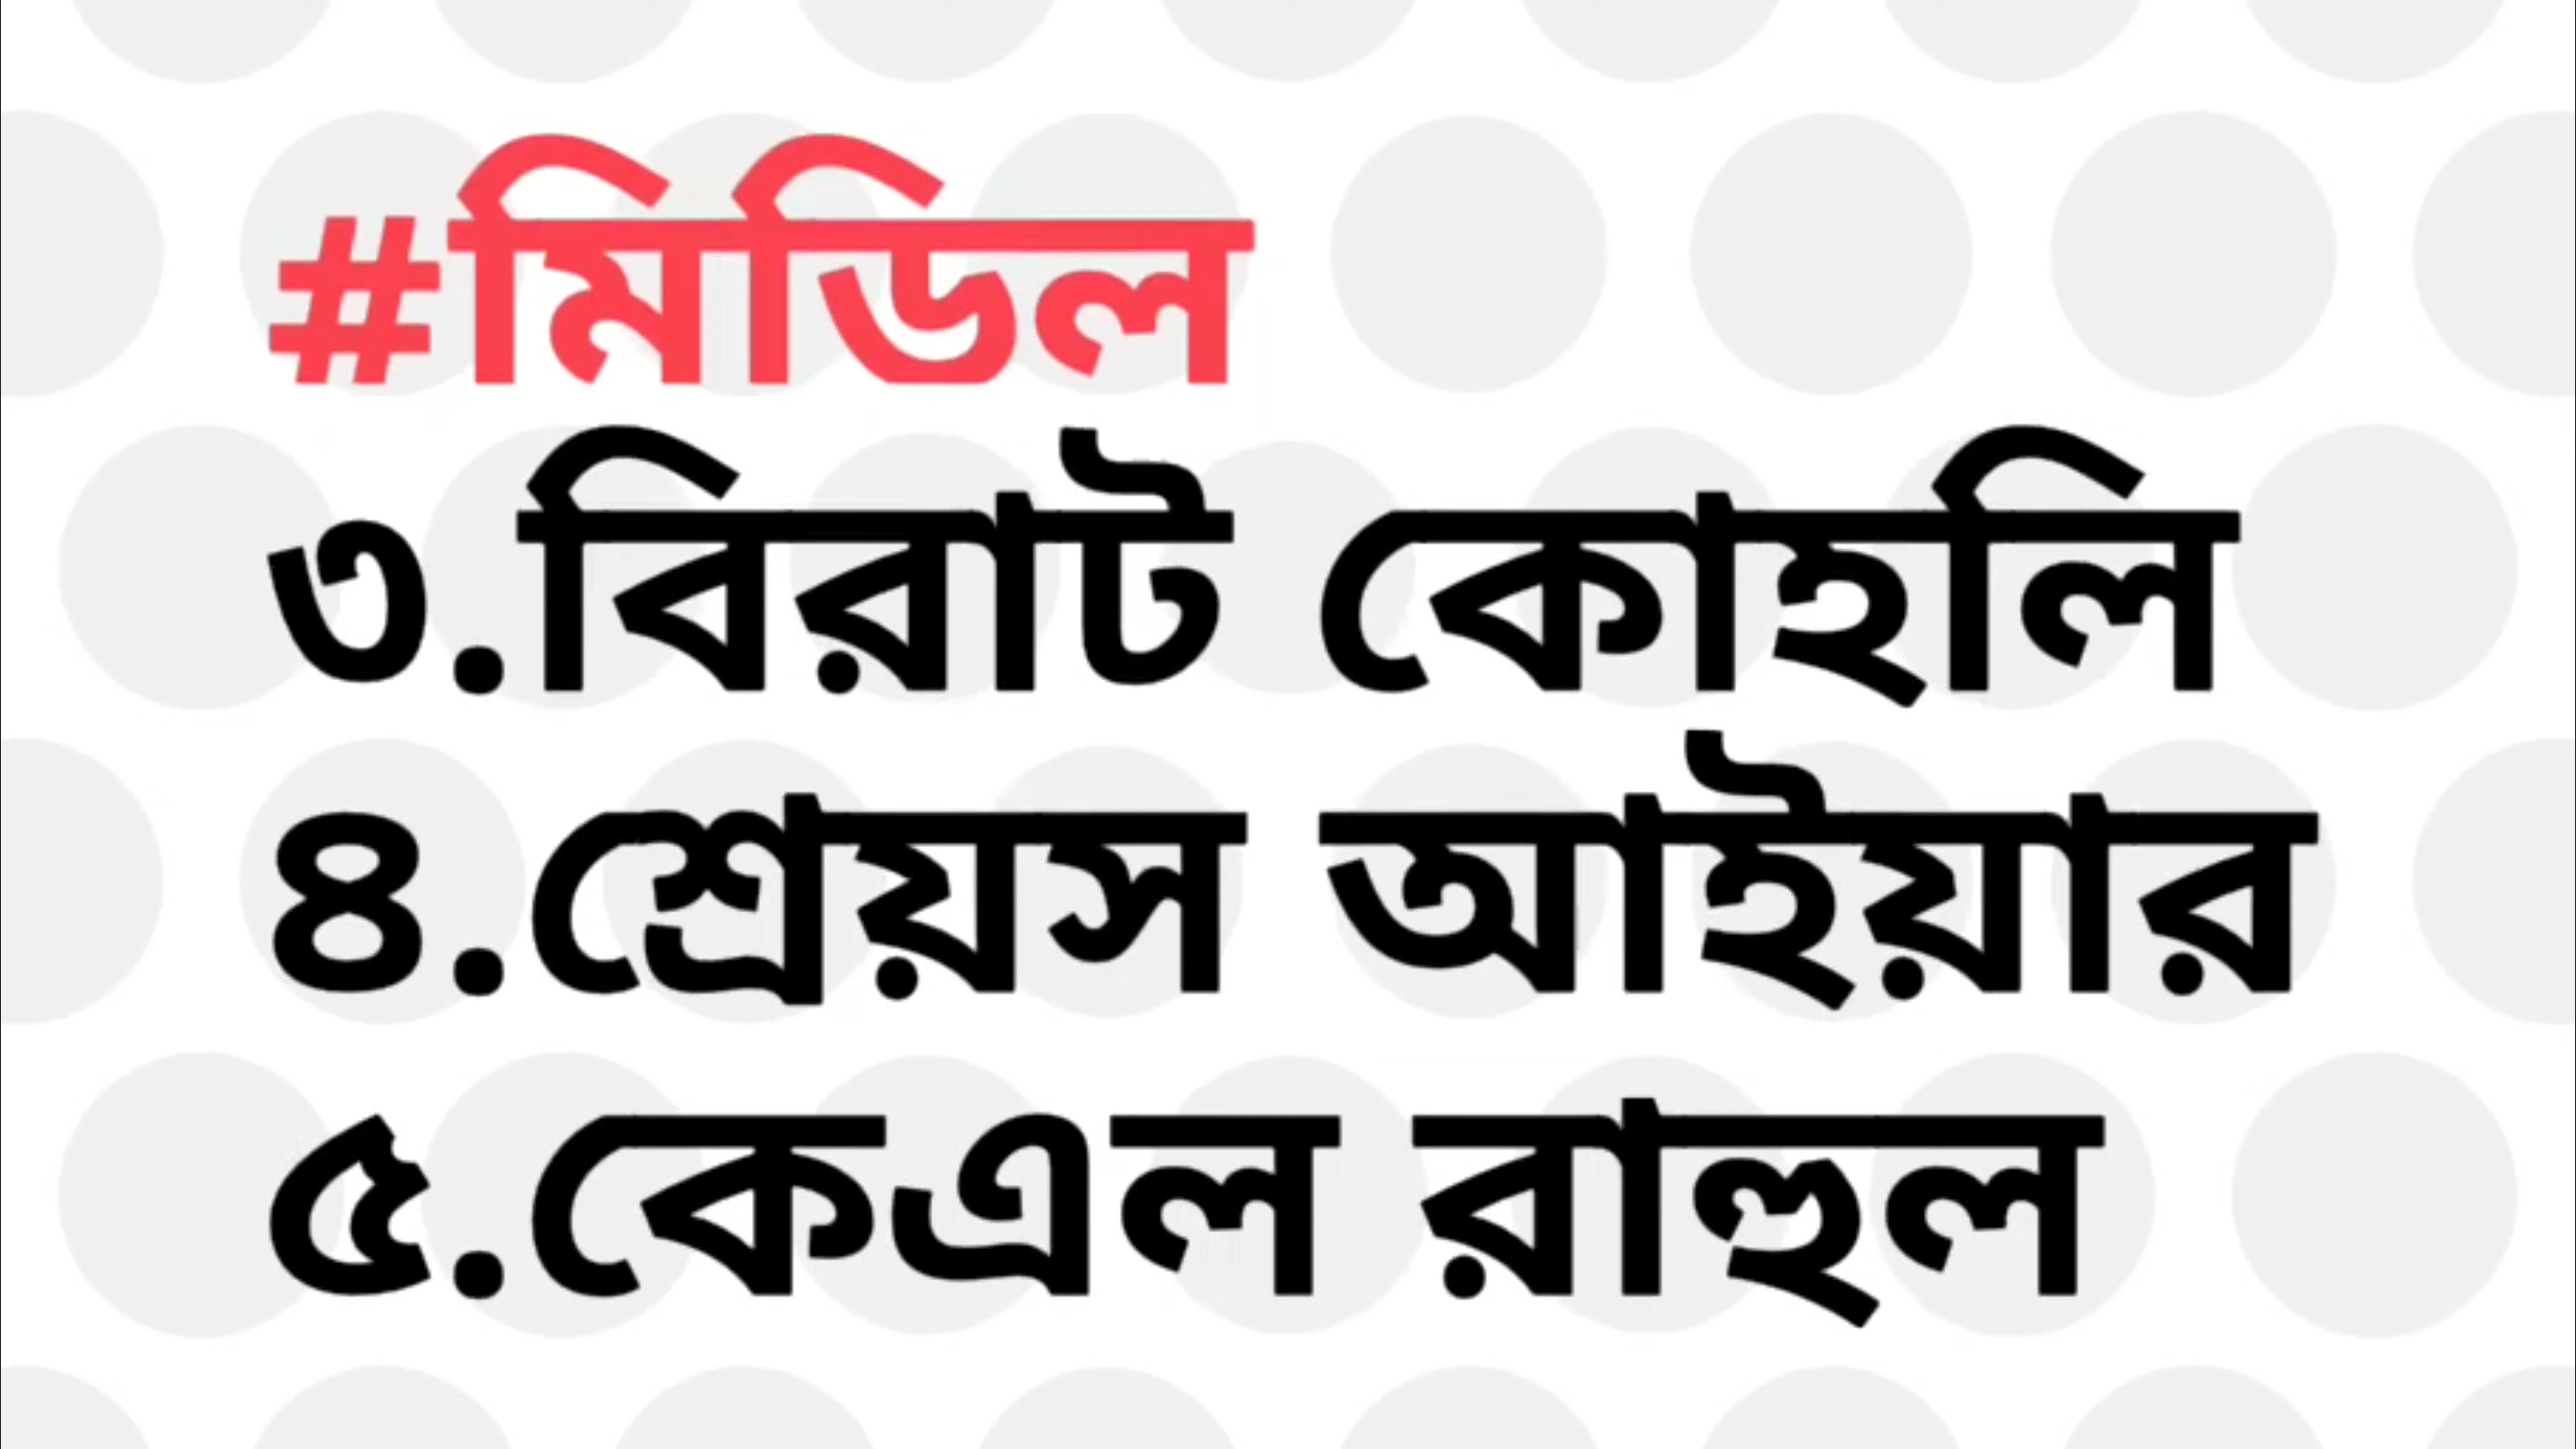 #মিডিল
৩.বিরাট কোহলি
৪.শ্রেয়স আইয়ার
৫.কেএল রাহুল